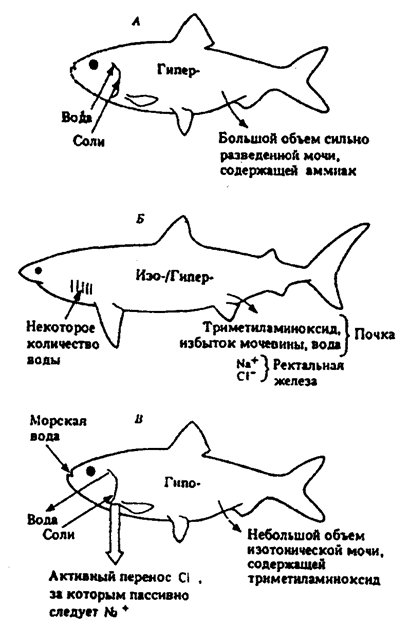 А
Гипер-
Вода
Соли
Большой объем сильно
разведенной мочи,
содержащей аммиак
Б
Изо-/Гипер-
Некоторое
количество
воды
Триметиламиноксид,
избыток мочевины, вода
Почка
Na⁺
Cl⁻
Ректальная
железа
В
Морская
вода
Гипо-
Вода
Соли
Небольшой объем
изотонической мочи,
содержащей
триметиламиноксид
Активный перенос Cl ,
за которым пассивно
следует Na⁺